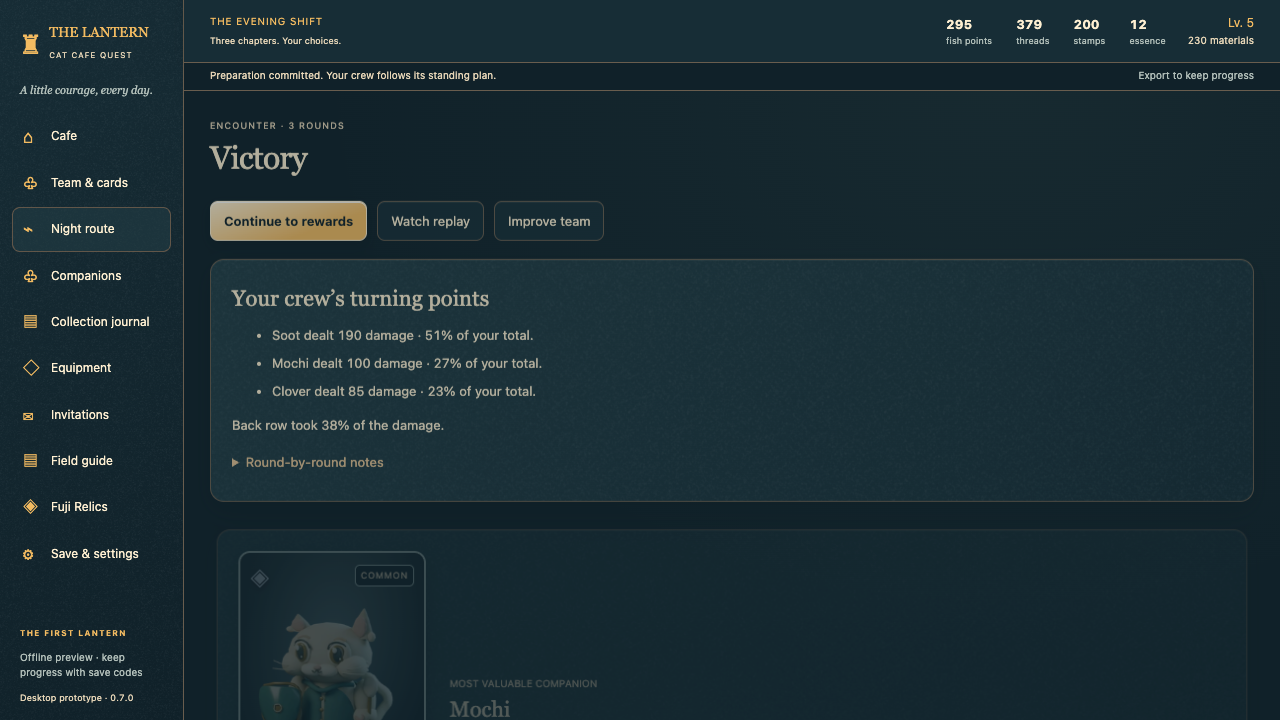 THE LANTERN
CAT CAFE QUEST
A little courage, every day.
Cafe
Team & cards
Night route
Companions
Collection journal
Equipment
Invitations
Field guide
Fuji Relics
Save & settings
THE FIRST LANTERN
Offline preview · keep
progress with save codes
Desktop prototype · 0.7.0
THE EVENING SHIFT
Three chapters. Your choices.
295
fish points
379
threads
200
stamps
12
essence
Lv. 5
230 materials
Preparation committed. Your crew follows its standing plan.
Export to keep progress
ENCOUNTER · 3 ROUNDS
Victory
Continue to rewards
Watch replay
Improve team
Your crew’s turning points
• Soot dealt 190 damage · 51% of your total.
• Mochi dealt 100 damage · 27% of your total.
• Clover dealt 85 damage · 23% of your total.
Back row took 38% of the damage.
Round-by-round notes
COMMON
MOST VALUABLE COMPANION
Mochi